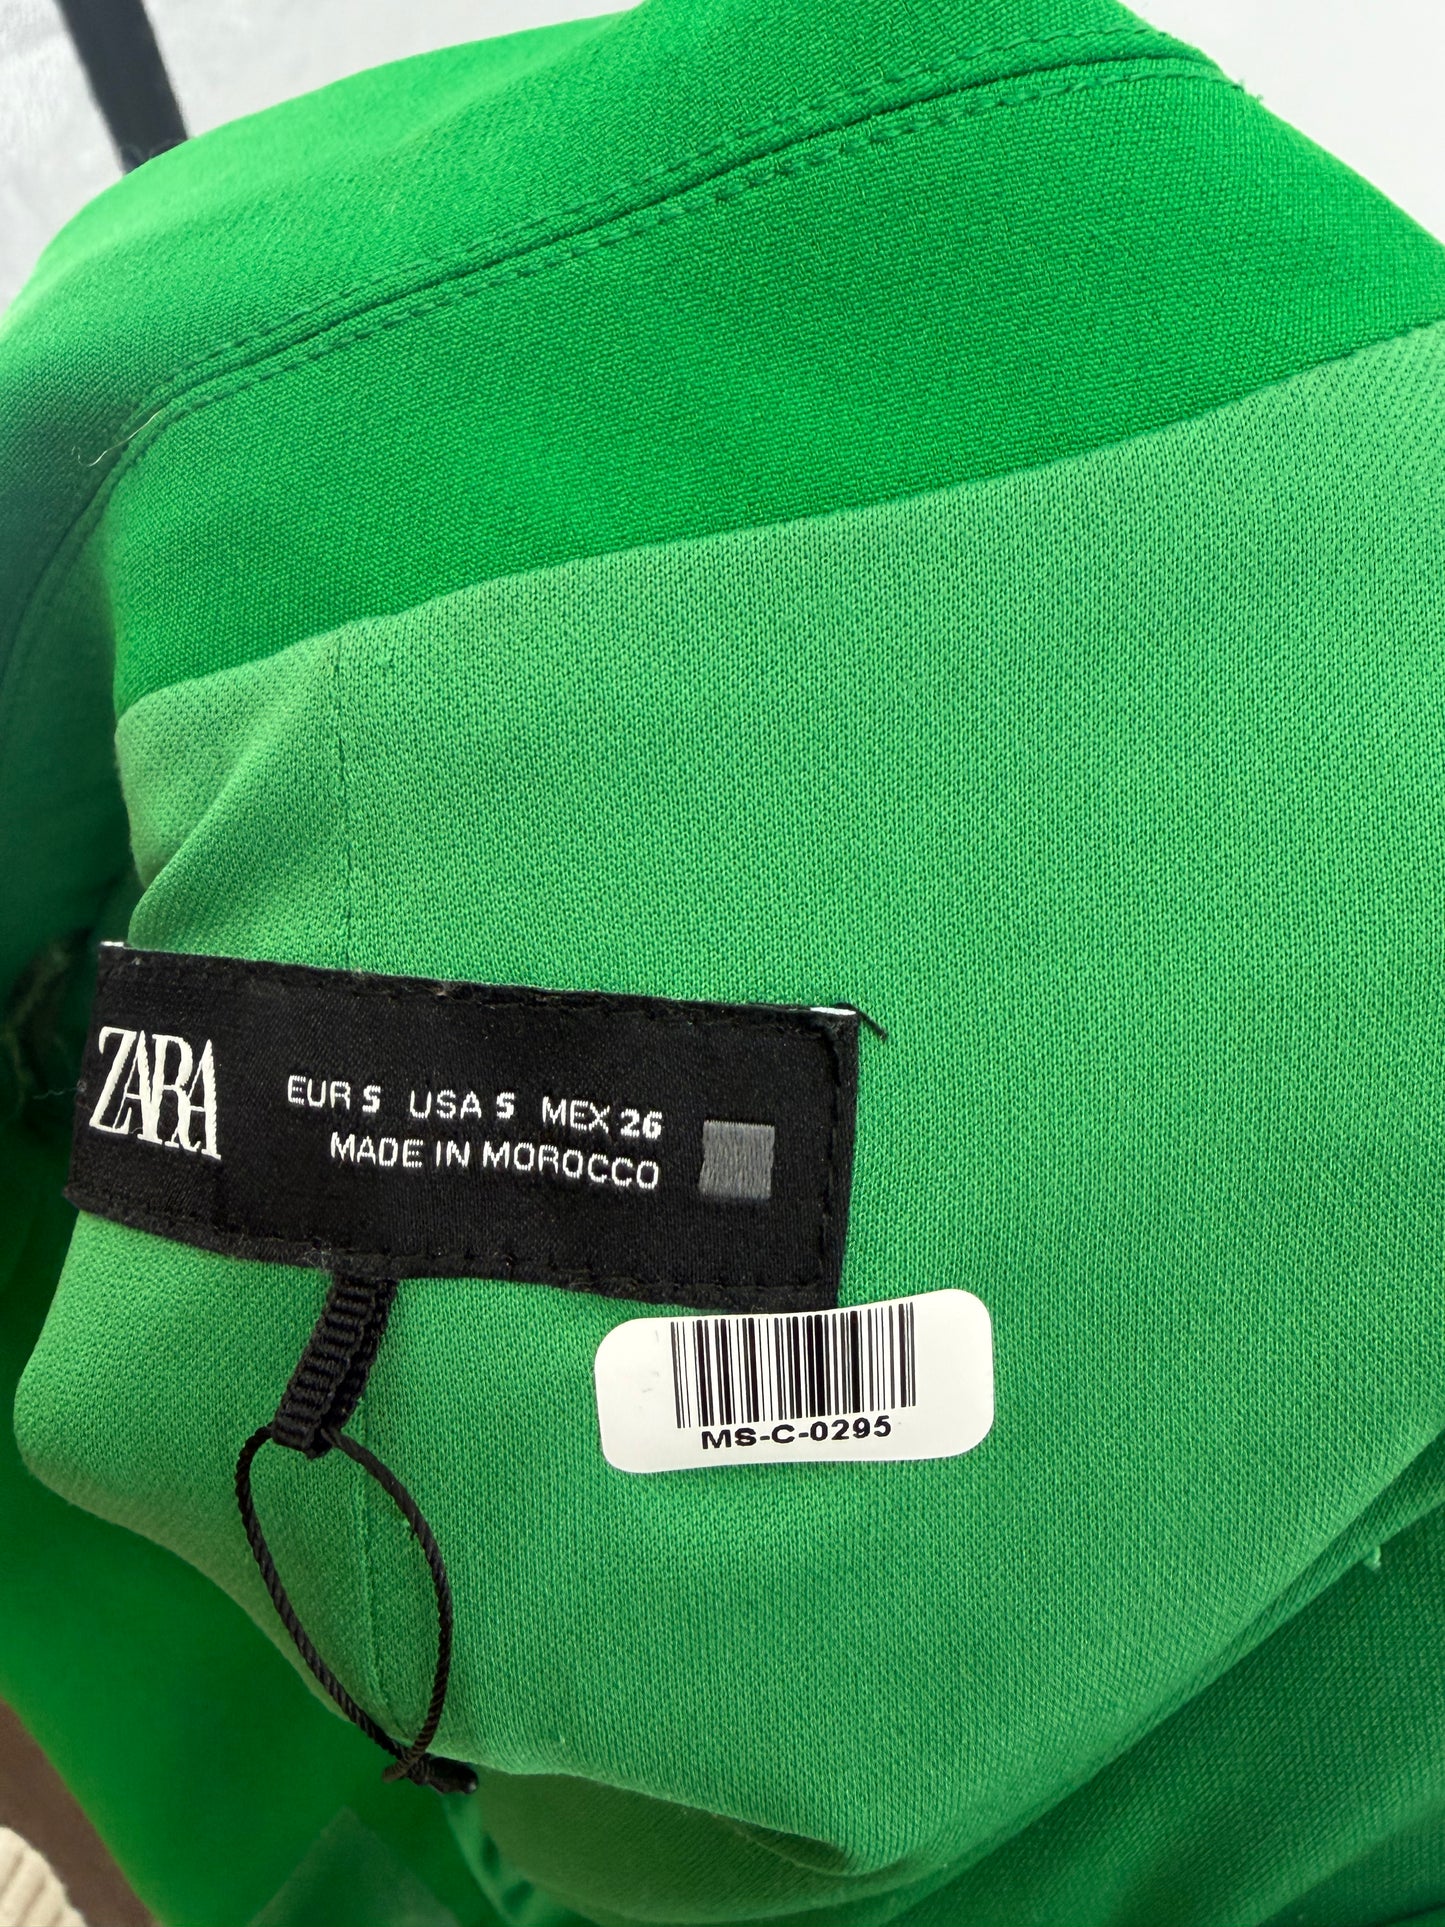 ZARA
EUR S USA S MEX 26
MADE IN MOROCCO
MS-C-0295